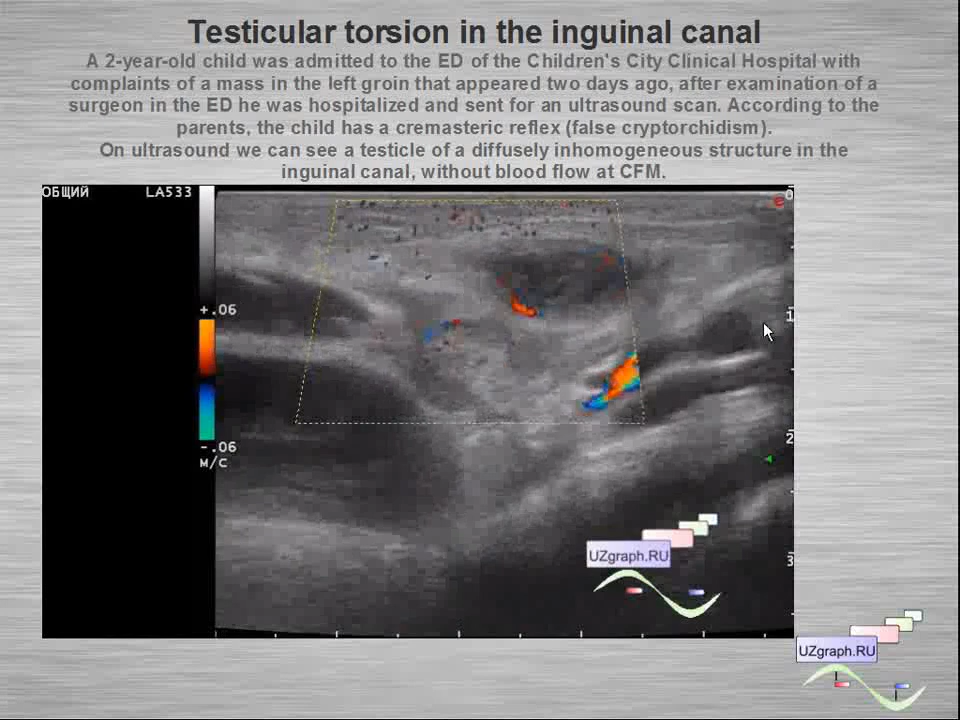 Testicular torsion in the inguinal canal
A 2-year-old child was admitted to the ED of the Children's City Clinical Hospital with
complaints of a mass in the left groin that appeared two days ago, after examination of a
surgeon in the ED he was hospitalized and sent for an ultrasound scan. According to the
parents, the child has a cremasteric reflex (false cryptorchidism).
On ultrasound we can see a testicle of a diffusely inhomogeneous structure in the
inguinal canal, without blood flow at CFM.
ОБЩИЙ LA533
e 0
+.06
1
2
-.06
М/С
3
UZgraph.RU
UZgraph.RU